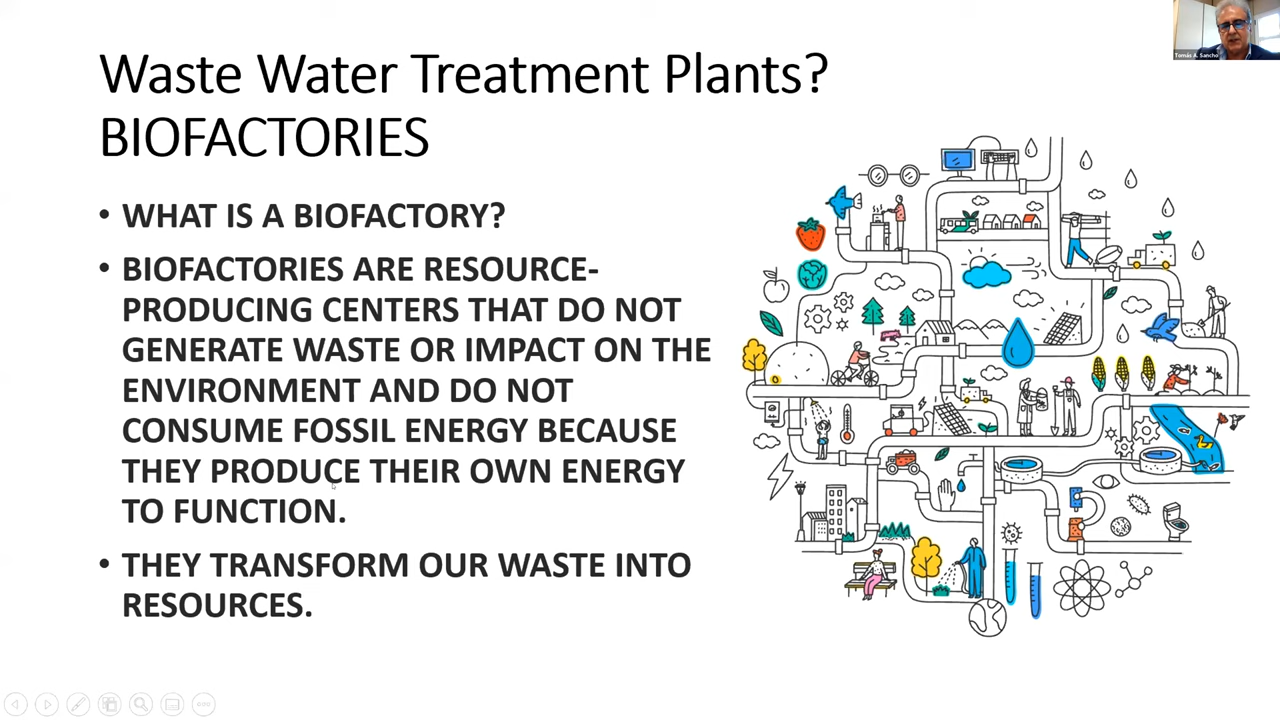 Waste Water Treatment Plants?
BIOFACTORIES
• WHAT IS A BIOFACTORY?
• BIOFACTORIES ARE RESOURCE-
PRODUCING CENTERS THAT DO NOT
GENERATE WASTE OR IMPACT ON THE
ENVIRONMENT AND DO NOT
CONSUME FOSSIL ENERGY BECAUSE
THEY PRODUCE THEIR OWN ENERGY
TO FUNCTION.
• THEY TRANSFORM OUR WASTE INTO
RESOURCES.
Tomás A. Sancho